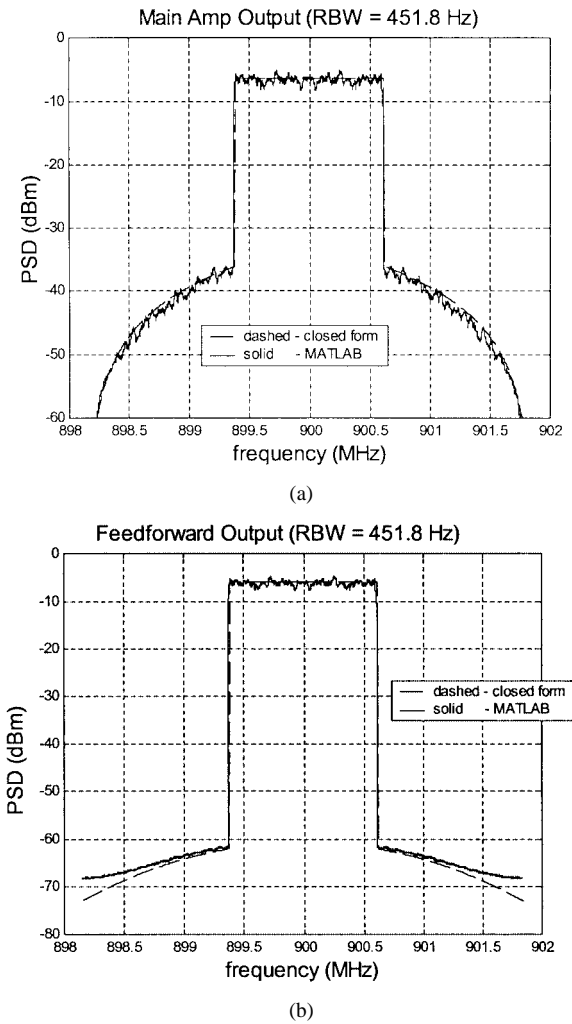 Main Amp Output (RBW = 451.8 Hz)
0
-10
-20
-30
-40
-50
-60
PSD (dBm)
dashed - closed form
solid - MATLAB
898 898.5 899 899.5 900 900.5 901 901.5 902
frequency (MHz)
(a)
Feedforward Output (RBW = 451.8 Hz)
0
-10
-20
-30
-40
-50
-60
-70
-80
PSD (dBm)
dashed - closed form
solid - MATLAB
898 898.5 899 899.5 900 900.5 901 901.5 902
frequency (MHz)
(b)